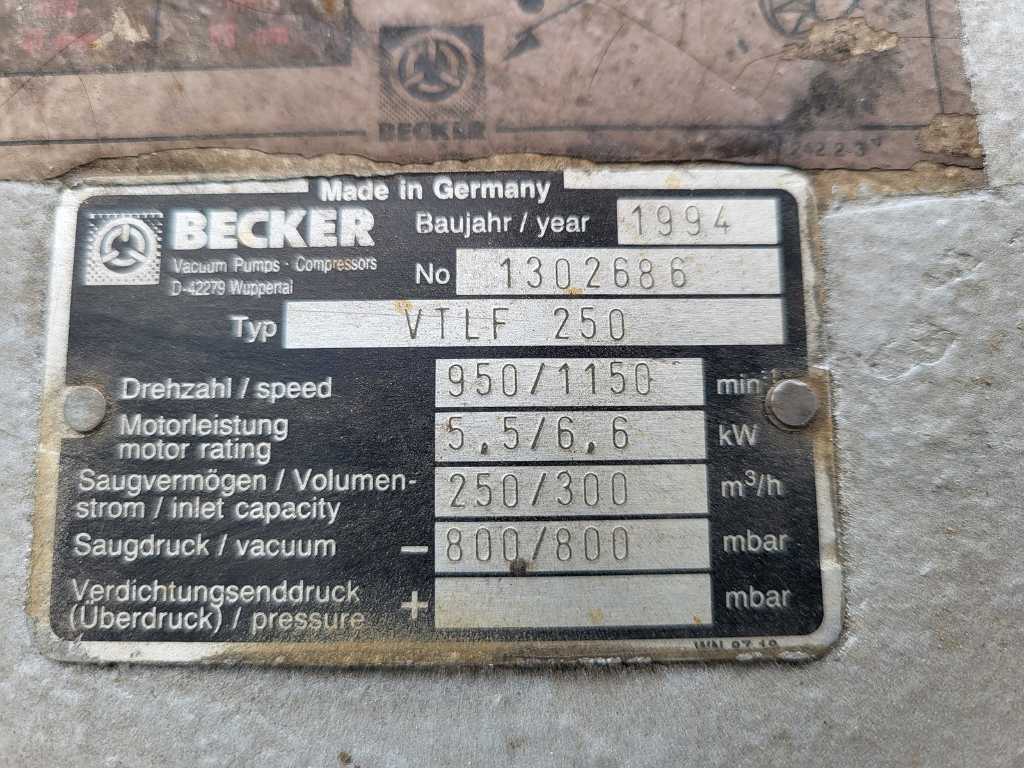 BECKER
Made in Germany
BECKER
Vacuum Pumps · Compressors
D-42279 Wuppertal
Baujahr / year 1994
No 1302686
Typ VTLF 250
Drehzahl / speed 950/1150 min
Motorleistung
motor rating 5,5/6,6 kW
Saugvermögen / Volumen-
strom / inlet capacity 250/300 m³/h
Saugdruck / vacuum – 800/800 mbar
Verdichtungsenddruck
(Überdruck) / pressure + mbar